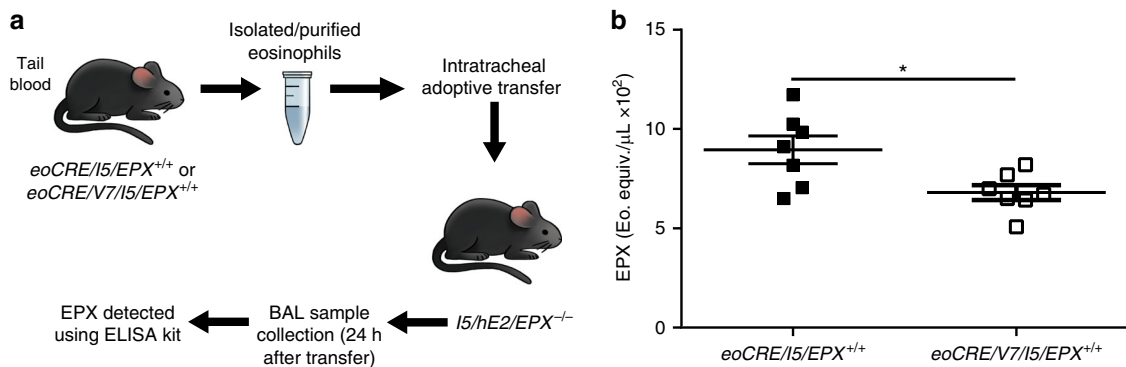 a
Tail
blood
Isolated/purified
eosinophils
Intratracheal
adoptive transfer
eoCRE/I5/EPX+/+ or
eoCRE/V7/I5/EPX+/+
I5/hE2/EPX–/–
BAL sample
collection (24 h
after transfer)
EPX detected
using ELISA kit
b
EPX (Eo. equiv./µL ×10²)
15
10
5
0
*
eoCRE/I5/EPX+/+
eoCRE/V7/I5/EPX+/+